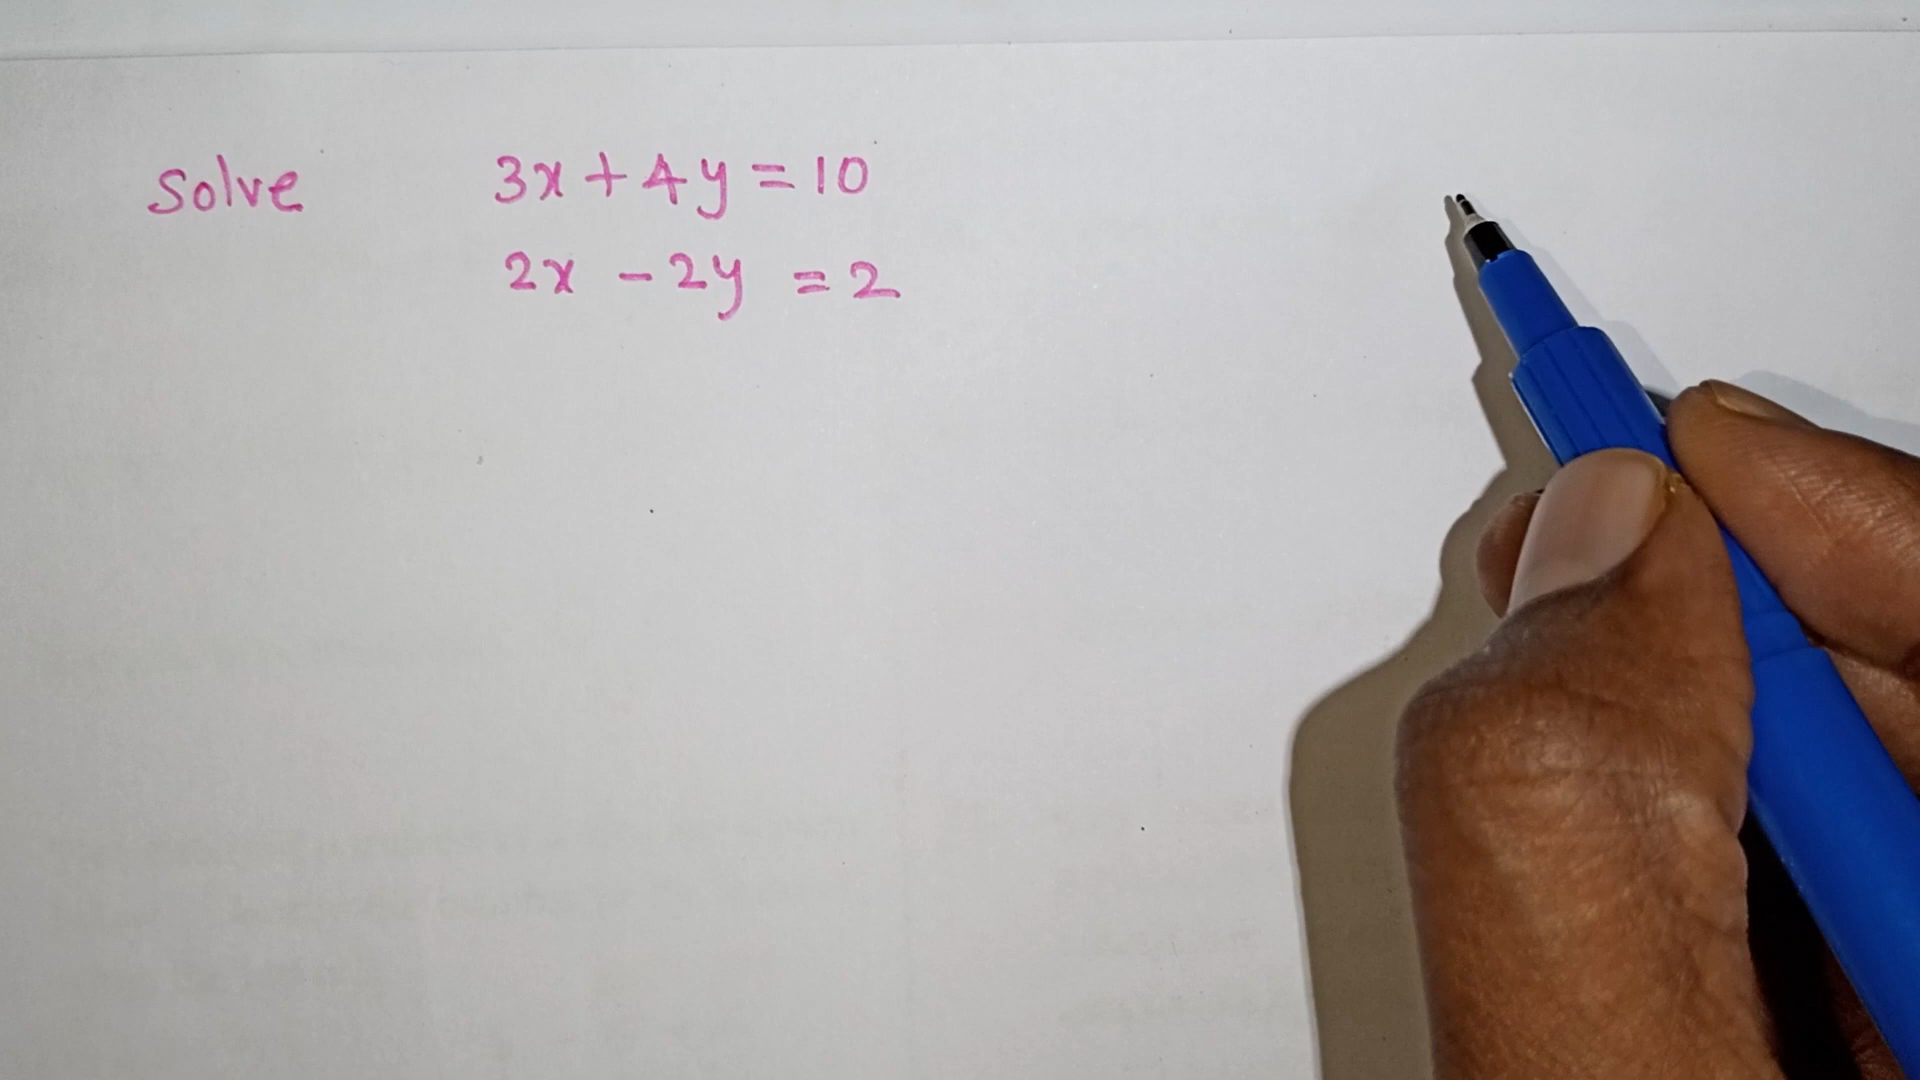 Solve 3x + 4y = 10
2x - 2y = 2